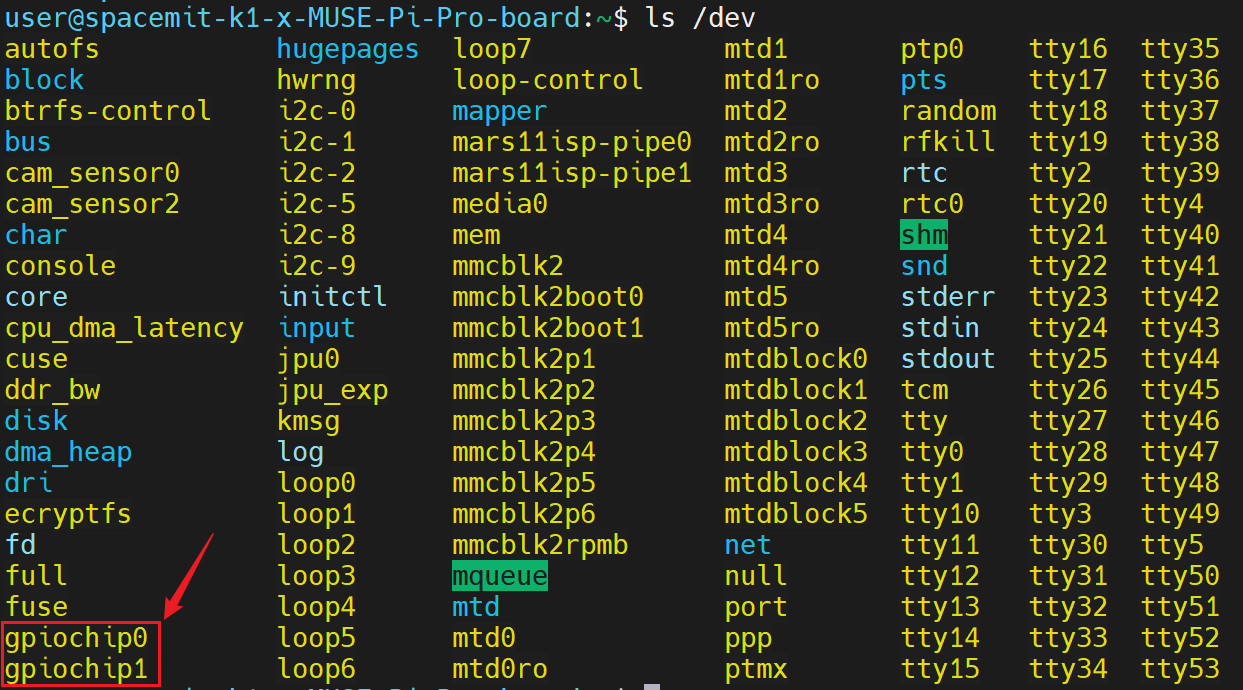 user@spacemit-k1-x-MUSE-Pi-Pro-board:~$ ls /dev
autofs hugepages loop7 mtd1 ptp0 tty16 tty35
block hwrng loop-control mtd1ro pts tty17 tty36
btrfs-control i2c-0 mapper mtd2 random tty18 tty37
bus i2c-1 mars11isp-pipe0 mtd2ro rfkill tty19 tty38
cam_sensor0 i2c-2 mars11isp-pipe1 mtd3 rtc tty2 tty39
cam_sensor2 i2c-5 media0 mtd3ro rtc0 tty20 tty4
char i2c-8 mem mtd4 shm tty21 tty40
console i2c-9 mmcblk2 mtd4ro snd tty22 tty41
core initctl mmcblk2boot0 mtd5 stderr tty23 tty42
cpu_dma_latency input mmcblk2boot1 mtd5ro stdin tty24 tty43
cuse jpu0 mmcblk2p1 mtdblock0 stdout tty25 tty44
ddr_bw jpu_exp mmcblk2p2 mtdblock1 tcm tty26 tty45
disk kmsg mmcblk2p3 mtdblock2 tty tty27 tty46
dma_heap log mmcblk2p4 mtdblock3 tty0 tty28 tty47
dri loop0 mmcblk2p5 mtdblock4 tty1 tty29 tty48
ecryptfs loop1 mmcblk2p6 mtdblock5 tty10 tty3 tty49
fd loop2 mmcblk2rpmb net tty11 tty30 tty5
full loop3 mqueue null tty12 tty31 tty50
fuse loop4 mtd port tty13 tty32 tty51
gpiochip0 loop5 mtd0 ppp tty14 tty33 tty52
gpiochip1 loop6 mtd0ro ptmx tty15 tty34 tty53